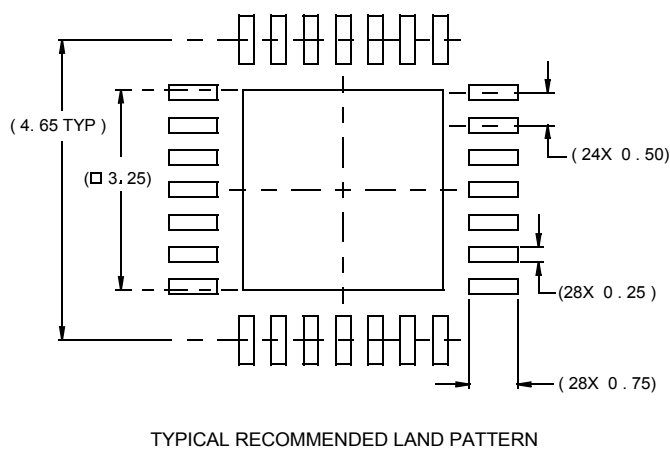 ( 4. 65 TYP )
(□ 3. 25)
( 24X 0 . 50)
(28X 0 . 25 )
( 28X 0 . 75)
TYPICAL RECOMMENDED LAND PATTERN